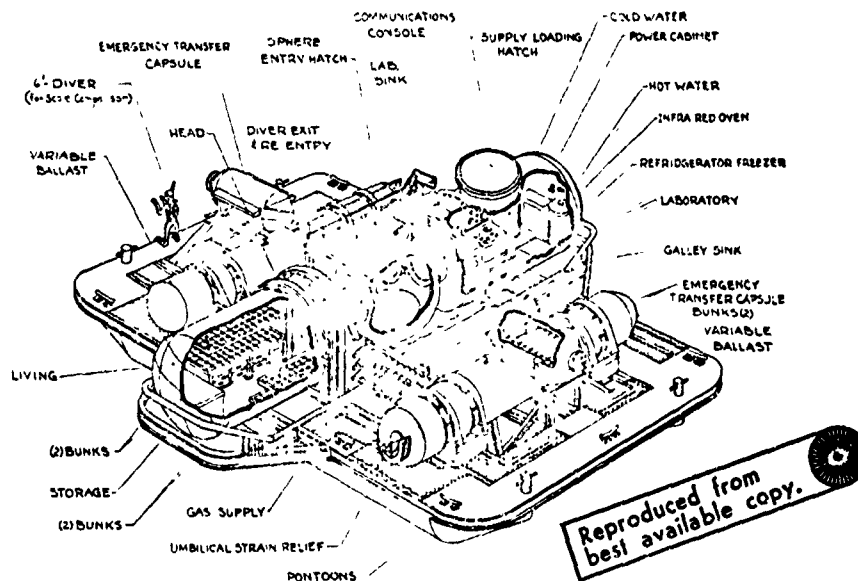 COMMUNICATIONS
CONSOLE
COLD WATER
EMERGENCY TRANSFER
CAPSULE
SPHERE
ENTRY HATCH
SUPPLY LOADING
HATCH
POWER CABINET
LAB.
SINK
6'-DIVER
HOT WATER
HEAD
DIVER EXIT
& RE ENTRY
INFRA RED OVEN
VARIABLE
BALLAST
REFRIDGERATOR FREEZER
LABORATORY
GALLEY SINK
EMERGENCY
TRANSFER CAPSULE
BUNKS(2)
VARIABLE
BALLAST
LIVING
(2) BUNKS
STORAGE
(2) BUNKS
GAS SUPPLY
UMBILICAL STRAIN RELIEF
PONTOONS
Reproduced from
best available copy.